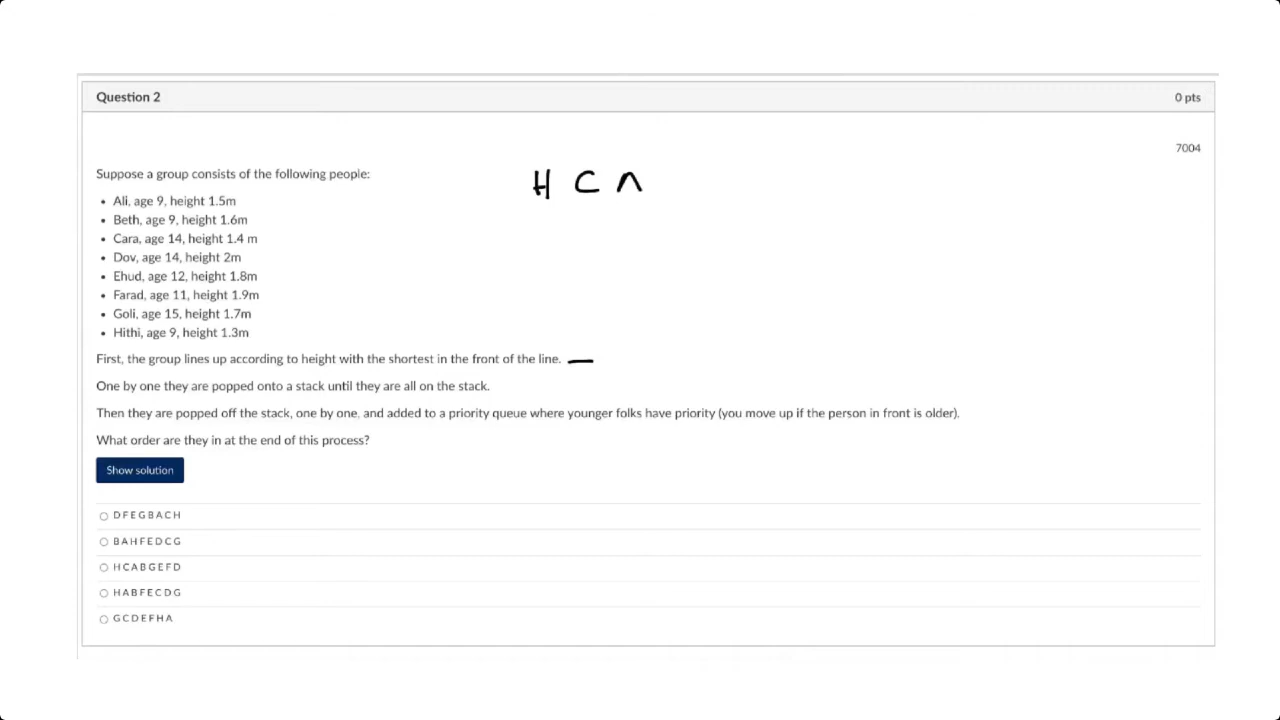 Question 2
0 pts
7004
Suppose a group consists of the following people:
H C A
• Ali, age 9, height 1.5m
• Beth, age 9, height 1.6m
• Cara, age 14, height 1.4 m
• Dov, age 14, height 2m
• Ehud, age 12, height 1.8m
• Farad, age 11, height 1.9m
• Goli, age 15, height 1.7m
• Hithi, age 9, height 1.3m
First, the group lines up according to height with the shortest in the front of the line.
One by one they are popped onto a stack until they are all on the stack.
Then they are popped off the stack, one by one, and added to a priority queue where younger folks have priority (you move up if the person in front is older).
What order are they in at the end of this process?
Show solution
D F E G B A C H
B A H F E D C G
H C A B G E F D
H A B F E C D G
G C D E F H A